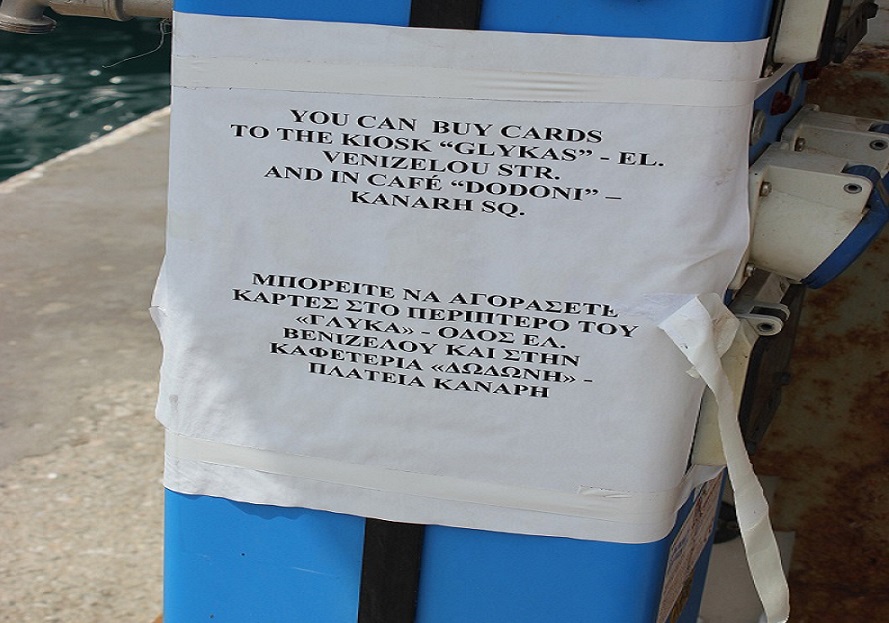 YOU CAN BUY CARDS
TO THE KIOSK “GLYKAS” - EL.
VENIZELOU STR.
AND IN CAFÉ “DODONI” –
KANARH SQ.
ΜΠΟΡΕΙΤΕ ΝΑ ΑΓΟΡΑΣΕΤΕ
ΚΑΡΤΕΣ ΣΤΟ ΠΕΡΙΠΤΕΡΟ ΤΟΥ
«ΓΛΥΚΑ» - ΟΔΟΣ ΕΛ.
ΒΕΝΙΖΕΛΟΥ ΚΑΙ ΣΤΗΝ
ΚΑΦΕΤΕΡΙΑ «ΔΩΔΩΝΗ» -
ΠΛΑΤΕΙΑ ΚΑΝΑΡΗ